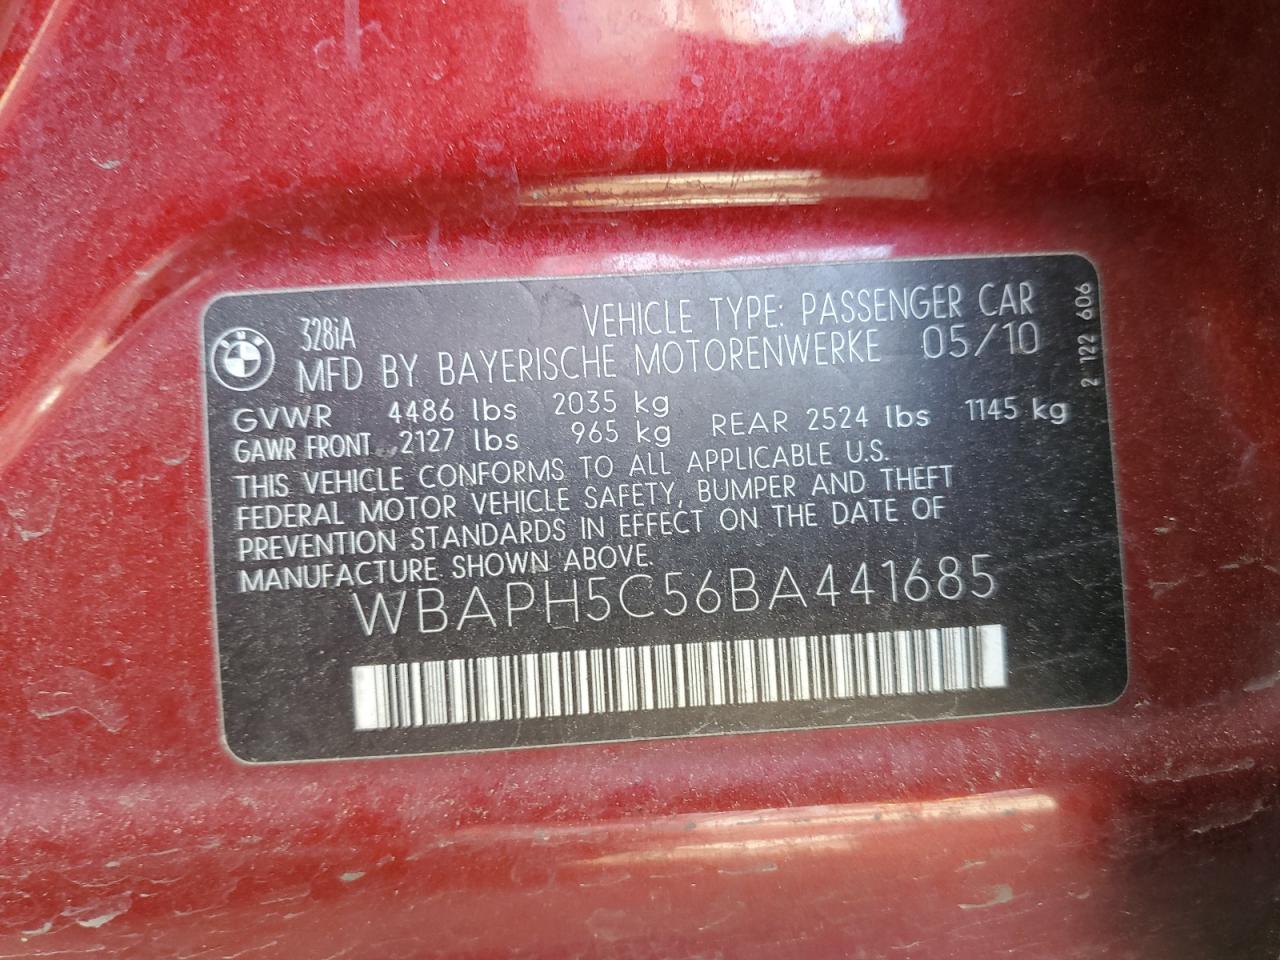 328iA VEHICLE TYPE: PASSENGER CAR
MFD BY BAYERISCHE MOTORENWERKE 05/10
GVWR 4486 lbs 2035 kg
GAWR FRONT 2127 lbs 965 kg REAR 2524 lbs 1145 kg
THIS VEHICLE CONFORMS TO ALL APPLICABLE U.S.
FEDERAL MOTOR VEHICLE SAFETY, BUMPER AND THEFT
PREVENTION STANDARDS IN EFFECT ON THE DATE OF
MANUFACTURE SHOWN ABOVE.
WBAPH5C56BA441685
2 122 606